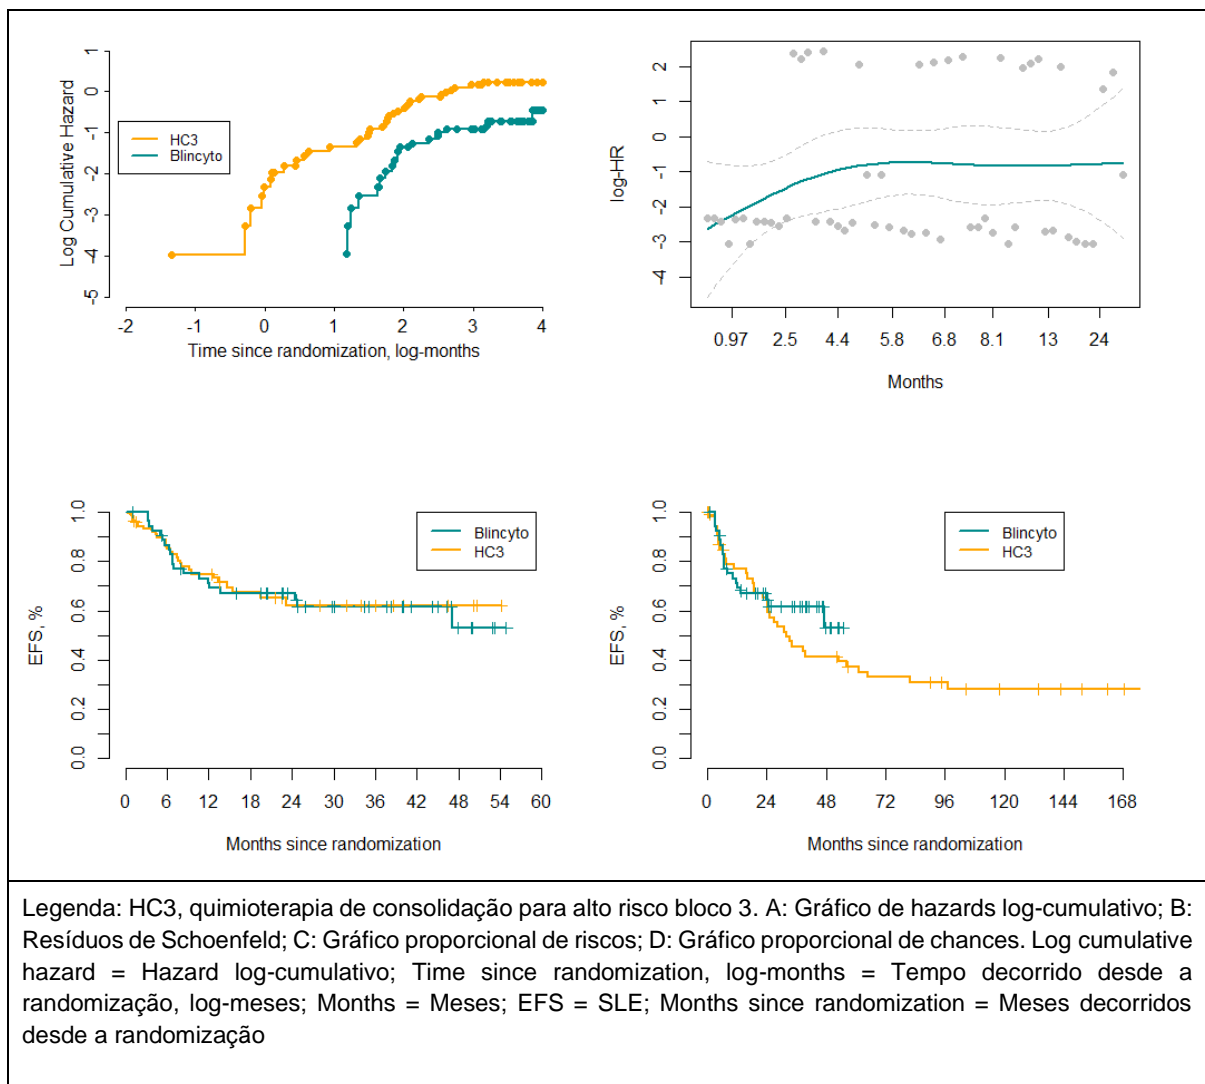 Log Cumulative Hazard
1
0
-1
-2
-3
-4
-5
HC3
Blincyto
-2 -1 0 1 2 3 4
Time since randomization, log-months
log-HR
2
1
0
-1
-2
-3
-4
0.97 2.5 4.4 5.8 6.8 8.1 13 24
Months
EFS, %
1.0
0.8
0.6
0.4
0.2
0.0
Blincyto
HC3
0 6 12 18 24 30 36 42 48 54 60
Months since randomization
EFS, %
1.0
0.8
0.6
0.4
0.2
0.0
Blincyto
HC3
0 24 48 72 96 120 144 168
Months since randomization
Legenda: HC3, quimioterapia de consolidação para alto risco bloco 3. A: Gráfico de hazards log-cumulativo; B:
Resíduos de Schoenfeld; C: Gráfico proporcional de riscos; D: Gráfico proporcional de chances. Log cumulative
hazard = Hazard log-cumulativo; Time since randomization, log-months = Tempo decorrido desde a
randomização, log-meses; Months = Meses; EFS = SLE; Months since randomization = Meses decorridos
desde a randomização